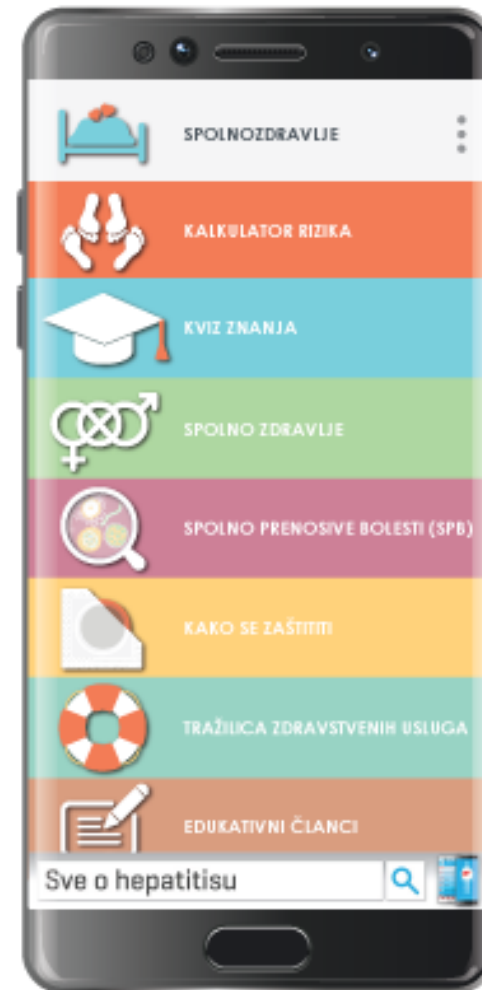 SPOLNOZDRAVLJE
KALKULATOR RIZIKA
KVIZ ZNANJA
SPOLNO ZDRAVLJE
SPOLNO PRENOSIVE BOLESTI (SPB)
KAKO SE ZAŠTITITI
TRAŽILICA ZDRAVSTVENIH USLUGA
EDUKATIVNI ČLANCI
Sve o hepatitisu